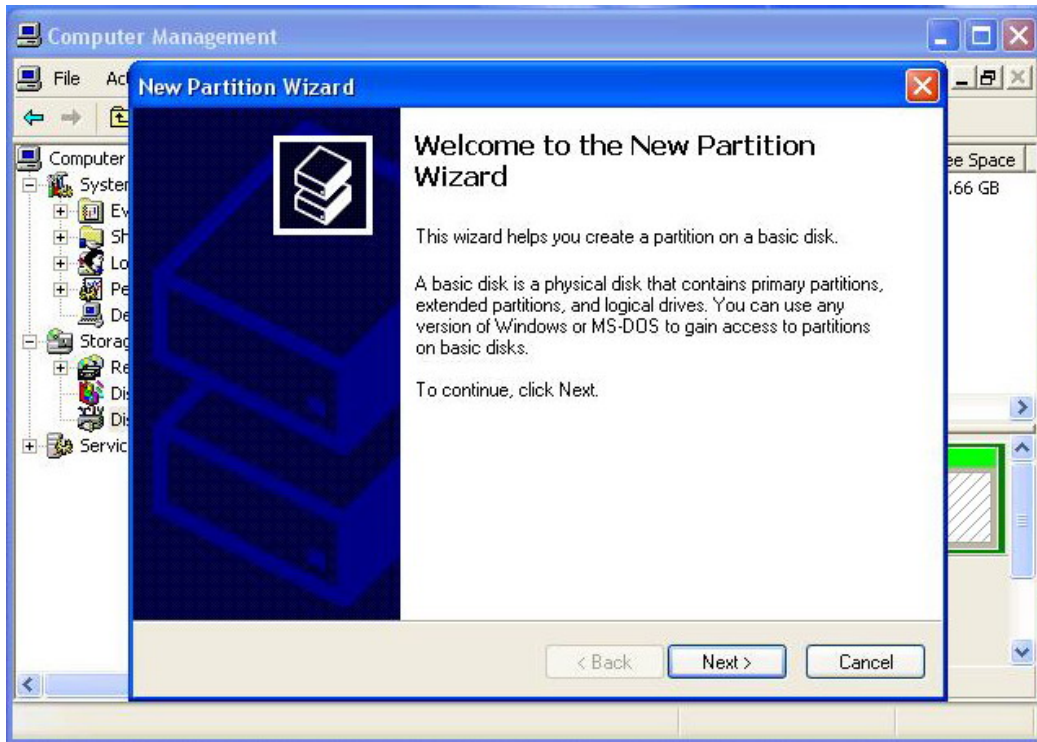 Computer Management
File
New Partition Wizard
Welcome to the New Partition
Wizard
This wizard helps you create a partition on a basic disk.
A basic disk is a physical disk that contains primary partitions,
extended partitions, and logical drives. You can use any
version of Windows or MS-DOS to gain access to partitions
on basic disks.
To continue, click Next.
< Back
Next >
Cancel
Computer
Storag
Servic
ee Space
.66 GB